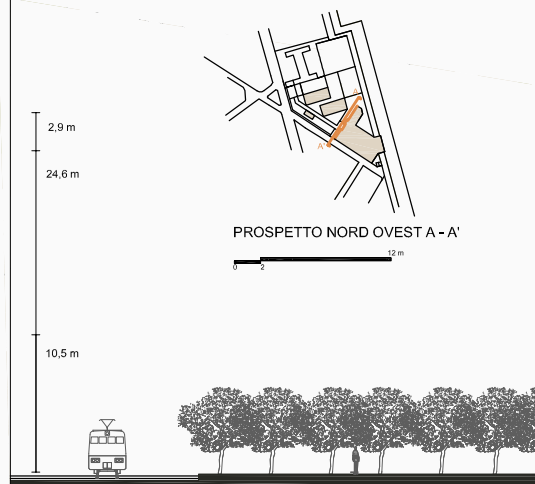 A
A'
2,9 m
24,6 m
PROSPETTO NORD OVEST A - A'
12 m
0 2
10,5 m